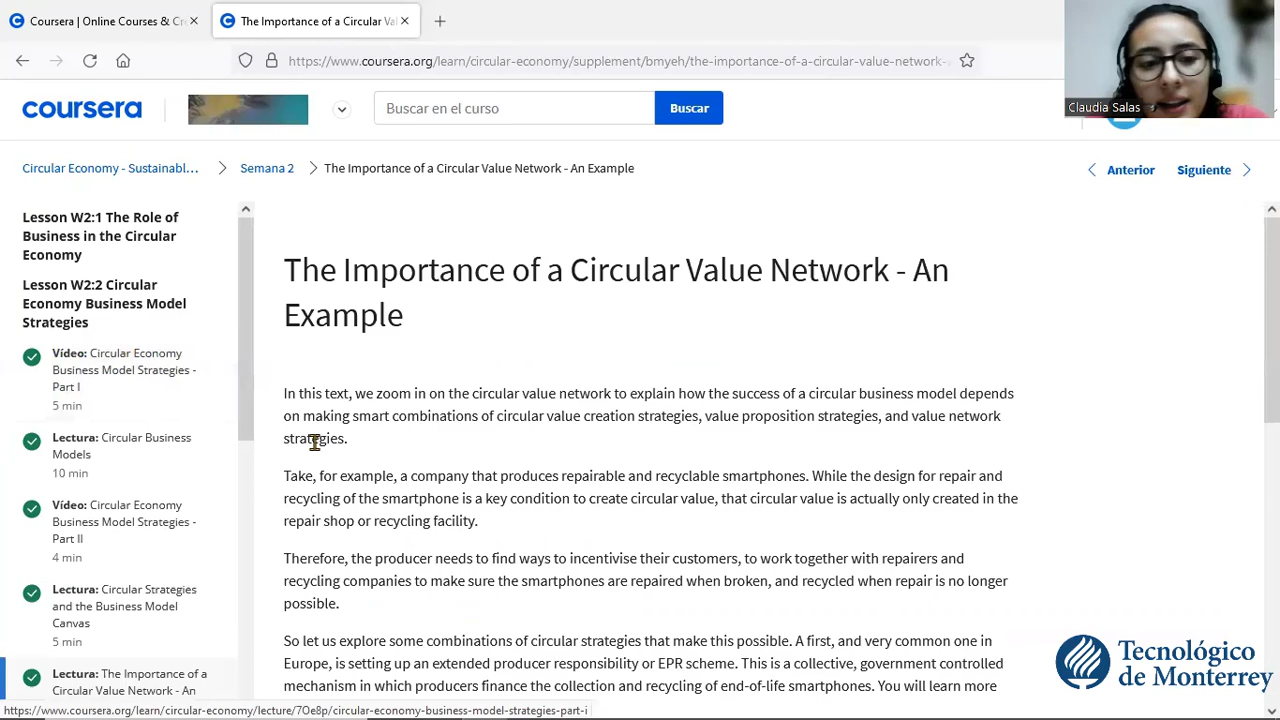 Coursera | Online Courses & Cr
The Importance of a Circular Val
https://www.coursera.org/learn/circular-economy/supplement/bmyeh/the-importance-of-a-circular-value-network-
Claudia Salas
coursera
Buscar en el curso
Buscar
Circular Economy - Sustainabl...
Semana 2
The Importance of a Circular Value Network - An Example
Anterior
Siguiente
Lesson W2:1 The Role of
Business in the Circular
Economy
Lesson W2:2 Circular
Economy Business Model
Strategies
Vídeo: Circular Economy
Business Model Strategies -
Part I
5 min
Lectura: Circular Business
Models
10 min
Vídeo: Circular Economy
Business Model Strategies -
Part II
4 min
Lectura: Circular Strategies
and the Business Model
Canvas
5 min
Lectura: The Importance of a
Circular Value Network - An
The Importance of a Circular Value Network - An
Example
In this text, we zoom in on the circular value network to explain how the success of a circular business model depends
on making smart combinations of circular value creation strategies, value proposition strategies, and value network
strategies.
Take, for example, a company that produces repairable and recyclable smartphones. While the design for repair and
recycling of the smartphone is a key condition to create circular value, that circular value is actually only created in the
repair shop or recycling facility.
Therefore, the producer needs to find ways to incentivise their customers, to work together with repairers and
recycling companies to make sure the smartphones are repaired when broken, and recycled when repair is no longer
possible.
So let us explore some combinations of circular strategies that make this possible. A first, and very common one in
Europe, is setting up an extended producer responsibility or EPR scheme. This is a collective, government controlled
mechanism in which producers finance the collection and recycling of end-of-life smartphones. You will learn more
Tecnológico
de Monterrey
https://www.coursera.org/learn/circular-economy/lecture/7Oe8p/circular-economy-business-model-strategies-part-i